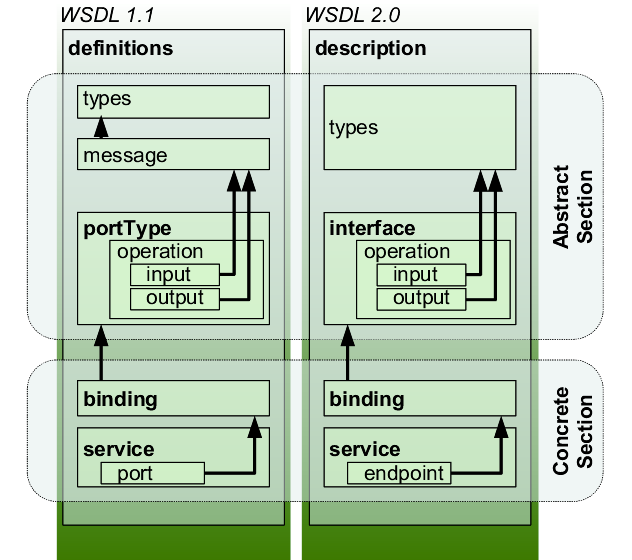 WSDL 1.1
definitions
types
message
portType
operation
input
output
binding
service
port
WSDL 2.0
description
types
interface
operation
input
output
binding
service
endpoint
Abstract
Section
Concrete
Section